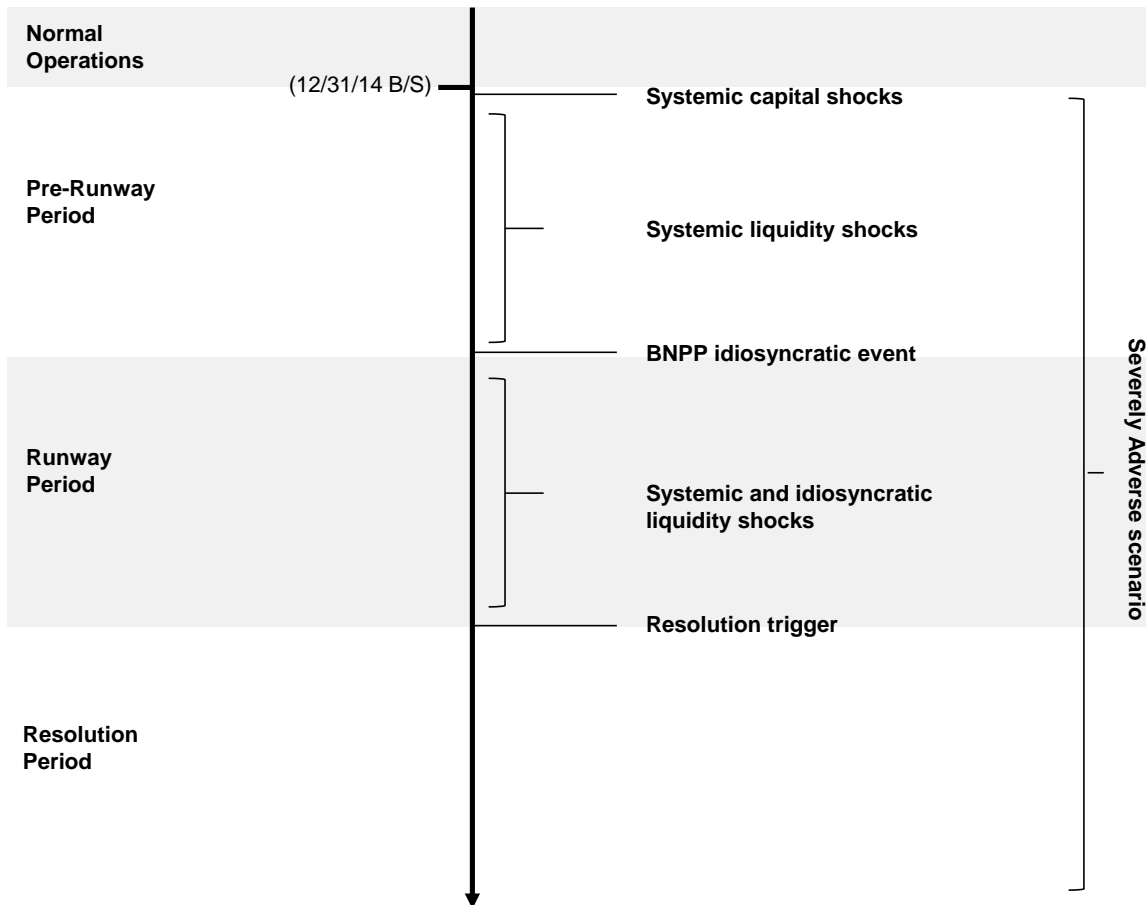 Normal
Operations
(12/31/14 B/S)
Systemic capital shocks
Pre-Runway
Period
Systemic liquidity shocks
BNPP idiosyncratic event
Runway
Period
Systemic and idiosyncratic
liquidity shocks
Resolution trigger
Resolution
Period
Severely Adverse scenario